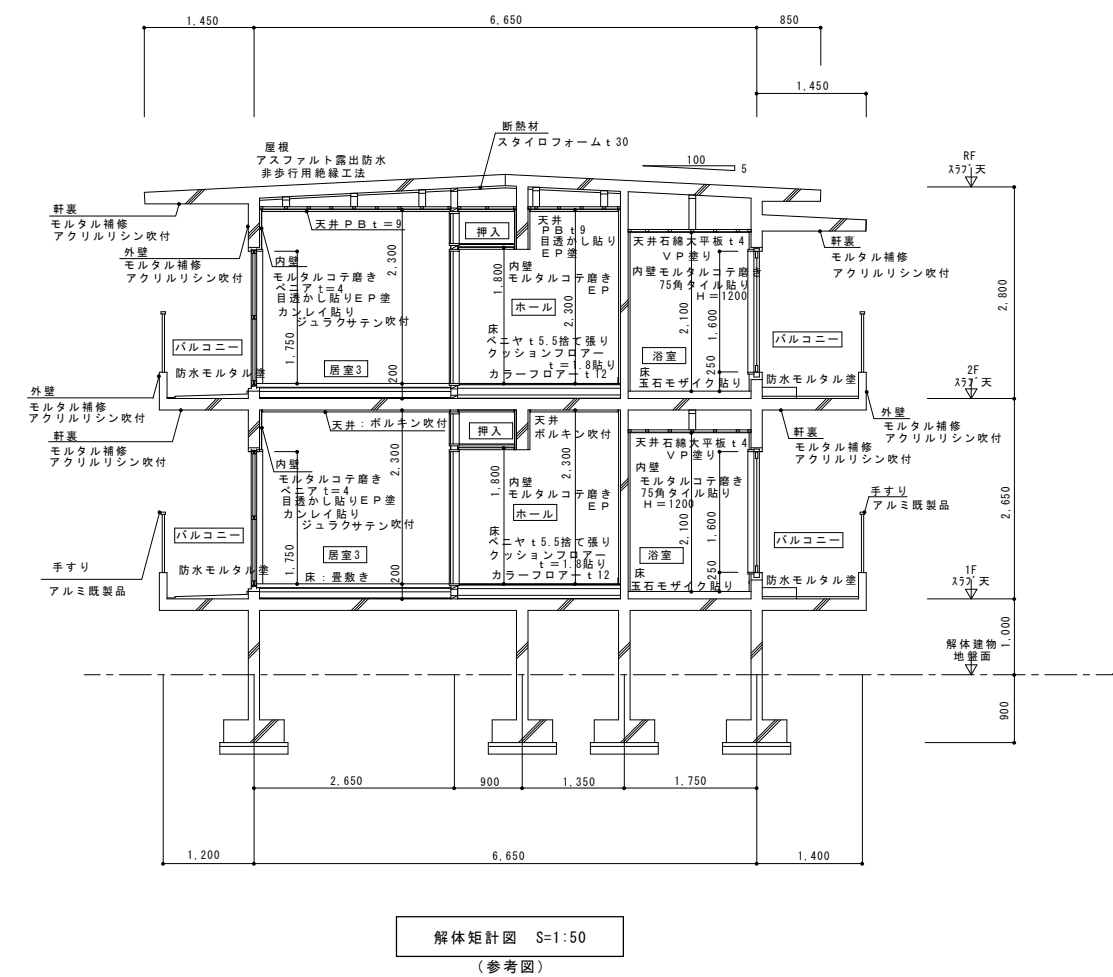 1,450
6,650
850
1,450
断熱材
スタイロフォームt30
屋根
アスファルト露出防水
非歩行用絶縁工法
100
5
RF
スラブ天
軒裏
モルタル補修
アクリルリシン吹付
外壁
モルタル補修
アクリルリシン吹付
天井PBt=9
2,300
内壁
モルタルコテ磨き
ベニアt=4
目透かし貼りEP塗
カンレイ貼り
ジュラクサテン吹付
1,750
居室3
200
押入
1,800
天井
PBt9
目透かし貼り
EP塗
内壁
モルタルコテ磨き
EP
ホール
2,300
床
ベニヤt5.5捨て張り
クッションフロアー
t=1.8貼り
カラーフロアーt12
天井石綿大平板t4
VP塗り
内壁モルタルコテ磨き
75角タイル貼り
H=1200
2,100
1,600
250
浴室
床
玉石モザイク貼り
軒裏
モルタル補修
アクリルリシン吹付
2,800
バルコニー
防水モルタル塗
バルコニー
防水モルタル塗
2F
スラブ天
外壁
モルタル補修
アクリルリシン吹付
軒裏
モルタル補修
アクリルリシン吹付
外壁
モルタル補修
アクリルリシン吹付
軒裏
モルタル補修
アクリルリシン吹付
天井:ボルキン吹付
2,300
内壁
モルタルコテ磨き
ベニアt=4
目透かし貼りEP塗
カンレイ貼り
ジュラクサテン吹付
1,750
居室3
床:畳敷き
200
押入
1,800
天井
ボルキン吹付
2,300
内壁
モルタルコテ磨き
EP
ホール
床
ベニヤt5.5捨て張り
クッションフロアー
t=1.8貼り
カラーフロアーt12
天井石綿大平板t4
VP塗り
内壁
モルタルコテ磨き
75角タイル貼り
H=1200
2,100
1,600
250
浴室
床
玉石モザイク貼り
手すり
アルミ既製品
2,650
バルコニー
防水モルタル塗
バルコニー
防水モルタル塗
手すり
アルミ既製品
1F
スラブ天
1,000
解体建物
地盤面
900
2,650
900
1,350
1,750
1,200
6,650
1,400
解体矩計図 S=1:50
(参考図)